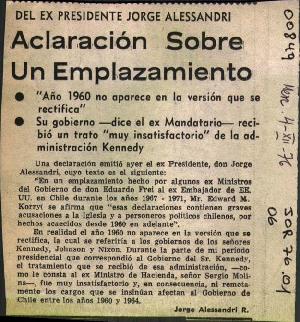 DEL EX PRESIDENTE JORGE ALESSANDRI
Aclaración Sobre
Un Emplazamiento
● "Año 1960 no aparece en la versión que se
rectifica"
● Su gobierno —dice el ex Mandatario— reci-
bió un trato "muy insatisfactorio" de la ad-
ministración Kennedy
Una declaración emitió ayer el ex Presidente, don Jorge
Alessandri, cuyo texto es el siguiente:
"En un emplazamiento hecho por algunos ex Ministros
del Gobierno de don Eduardo Frei al ex Embajador de EE.
UU. en Chile durante los años 1967 - 1971, Mr. Edward M.
Korry se afirma que "esas declaraciones contienen graves
acusaciones a la Iglesia y a personeros políticos chilenos, por
hechos acaecidos desde 1960 en adelante".
En realidad el año 1960 no aparece en la versión que se
rectifica, la cual se refería a los gobiernos de los señores
Kennedy, Johnson y Nixon. Durante la parte de mi período
presidencial que correspondió al Gobierno del Sr. Kennedy,
el tratamiento que se recibió de esa administración, —co-
mo le consta al ex Ministro de Hacienda, señor Sergio Moli-
na—, fue muy insatisfactorio y, en consecuencia, ni remota-
mente los cargos que se insinúan afectan al Gobierno de
Chile entre los años 1960 y 1964.
Jorge Alessandri R.
00849
4-XII-76
06